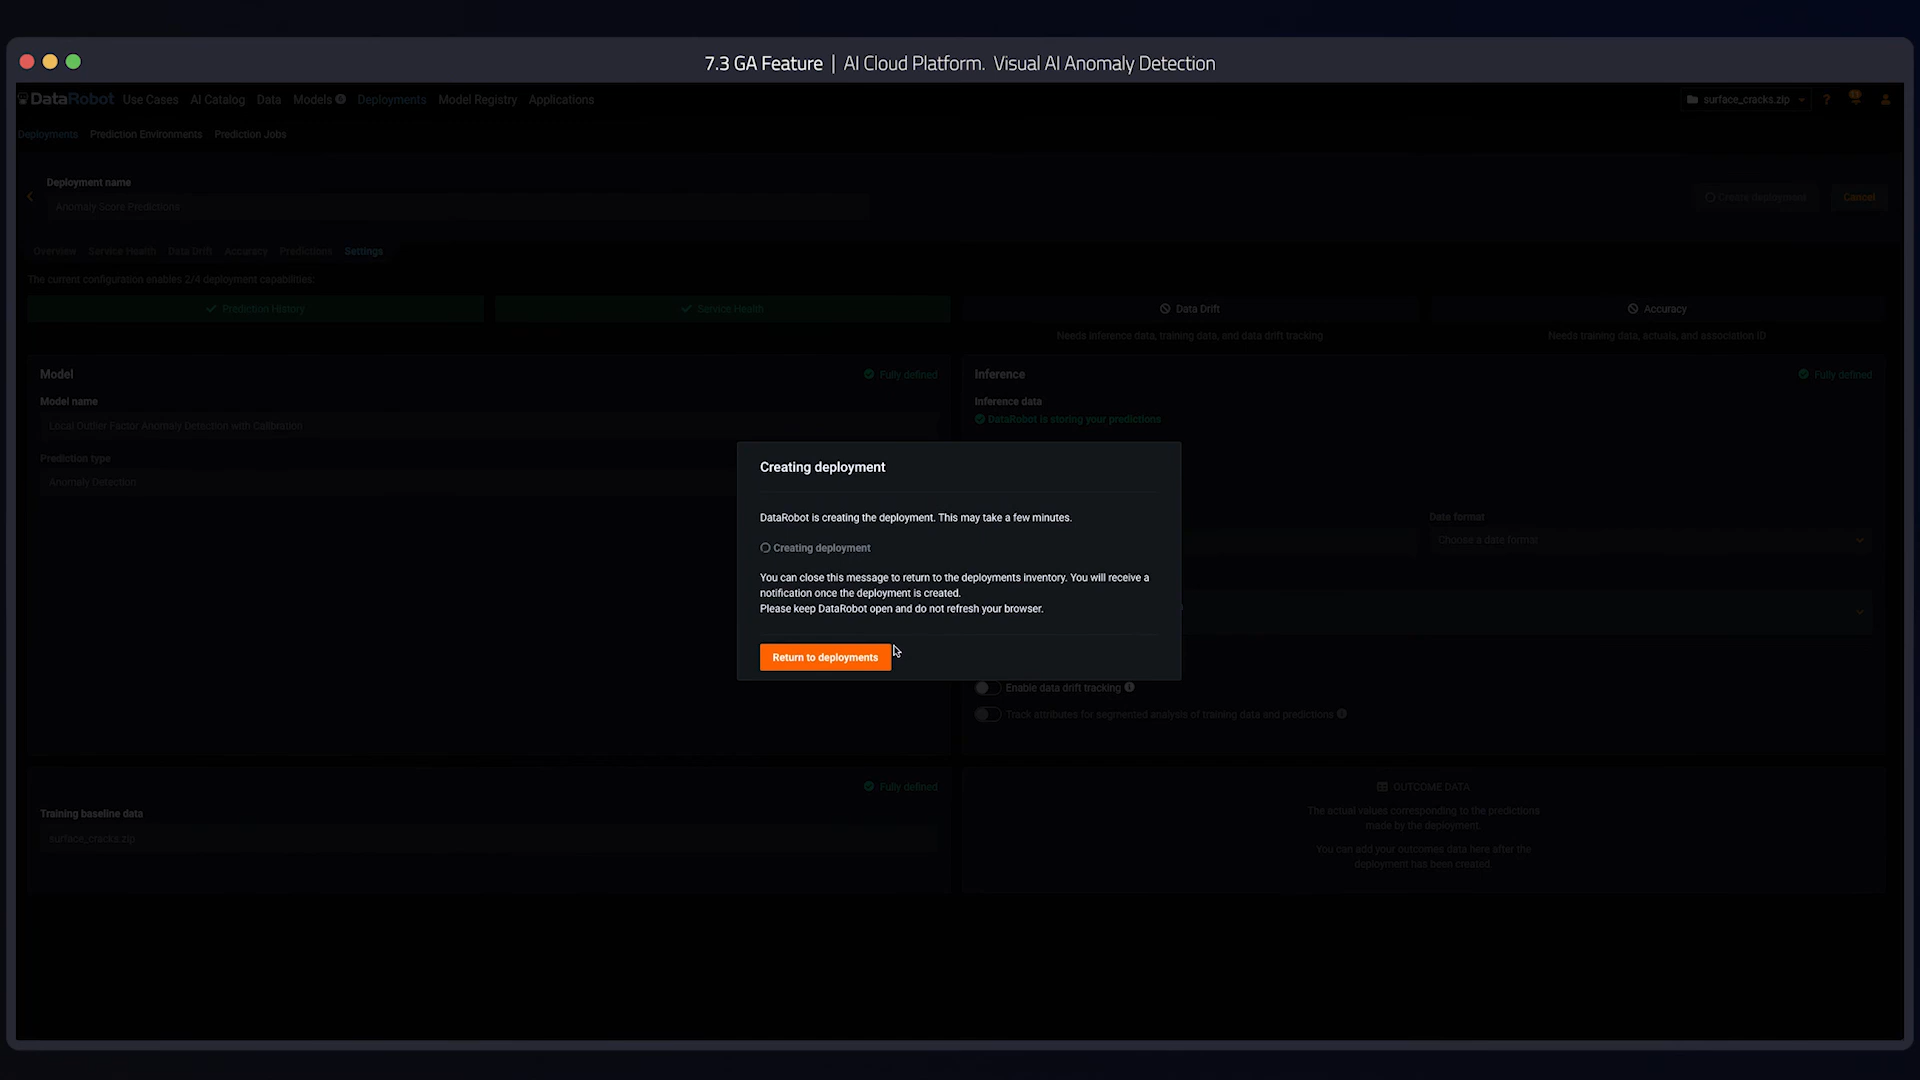 7.3 GA Feature | AI Cloud Platform. Visual AI Anomaly Detection
DataRobot Use Cases AI Catalog Data Models Deployments Model Registry Applications surface_cracks.zip ?
Deployments Prediction Environments Prediction Jobs
Deployment name
Anomaly Score Predictions
Create deployment Cancel
Overview Service Health Data Drift Accuracy Predictions Settings
The current configuration enables 2/4 deployment capabilities:
Prediction History Service Health Data Drift Accuracy
Needs inference data, training data, and data drift tracking Needs training data, actuals, and association ID
Model Fully defined
Model name
Local Outlier Factor Anomaly Detection with Calibration
Prediction type
Anomaly Detection
Inference Fully defined
Inference data
DataRobot is storing your predictions
Date format
Choose a date format
Creating deployment
DataRobot is creating the deployment. This may take a few minutes.
Creating deployment
You can close this message to return to the deployments inventory. You will receive a
notification once the deployment is created.
Please keep DataRobot open and do not refresh your browser.
Return to deployments
Enable data drift tracking
Track attributes for segmented analysis of training data and predictions
Fully defined
Training baseline data
surface_cracks.zip
OUTCOME DATA
The actual values corresponding to the predictions
made by the deployment.
You can add your outcomes data here after the
deployment has been created.